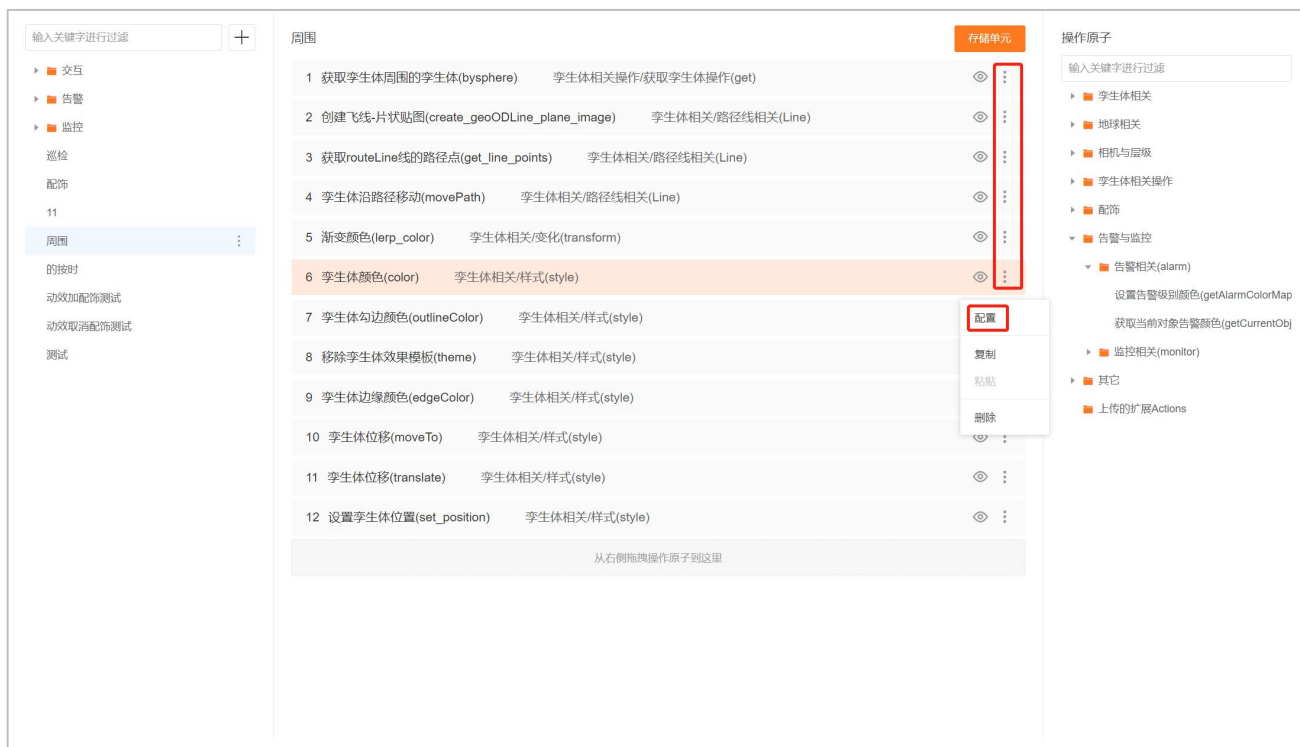 输入关键字进行过滤
交互
告警
监控
巡检
配饰
11
周围
的按时
动效加配饰测试
动效取消配饰测试
测试
周围
存储单元
1 获取孪生体周围的孪生体(bysphere) 孪生体相关操作/获取孪生体操作(get)
2 创建飞线-片状贴图(create_geoODLine_plane_image) 孪生体相关/路径线相关(Line)
3 获取routeLine线的路径点(get_line_points) 孪生体相关/路径线相关(Line)
4 孪生体沿路径移动(movePath) 孪生体相关/路径线相关(Line)
5 渐变颜色(lerp_color) 孪生体相关/变化(transform)
6 孪生体颜色(color) 孪生体相关/样式(style)
7 孪生体勾边颜色(outlineColor) 孪生体相关/样式(style)
8 移除孪生体效果模板(theme) 孪生体相关/样式(style)
9 孪生体边缘颜色(edgeColor) 孪生体相关/样式(style)
10 孪生体位移(moveTo) 孪生体相关/样式(style)
11 孪生体位移(translate) 孪生体相关/样式(style)
12 设置孪生体位置(set_position) 孪生体相关/样式(style)
从右侧拖拽操作原子到这里
配置
复制
粘贴
删除
操作原子
输入关键字进行过滤
孪生体相关
地球相关
相机与层级
孪生体相关操作
配饰
告警与监控
告警相关(alarm)
设置告警级别颜色(getAlarmColorMap
获取当前对象告警颜色(getCurrentObj
监控相关(monitor)
其它
上传的扩展Actions